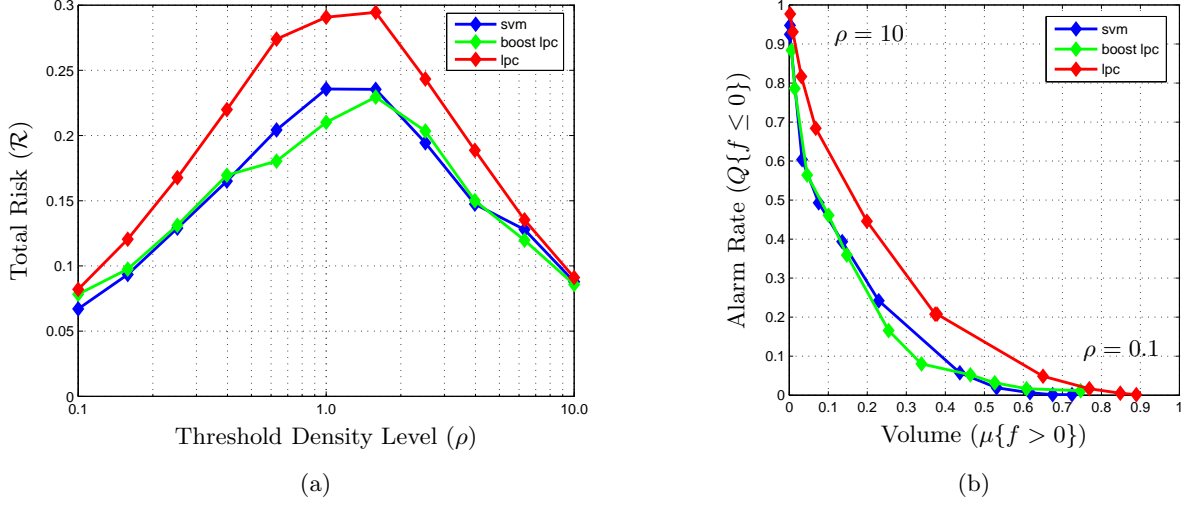 0.3
0.25
0.2
0.15
0.1
0.05
0
0.1
1.0
10.0
Total Risk (ℛ)
Threshold Density Level (ρ)
svm
boost lpc
lpc
(a)
1
0.9
0.8
0.7
0.6
0.5
0.4
0.3
0.2
0.1
0
0 0.1 0.2 0.3 0.4 0.5 0.6 0.7 0.8 0.9 1
Alarm Rate (Q{f ≤ 0})
Volume (μ{f > 0})
ρ = 10
ρ = 0.1
svm
boost lpc
lpc
(b)